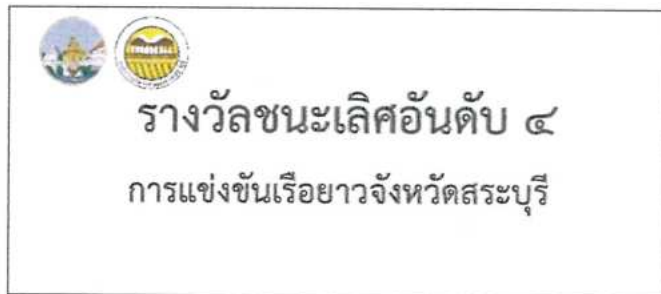 รางวัลชนะเลิศอันดับ ๔
การแข่งขันเรือยาวจังหวัดสระบุรี